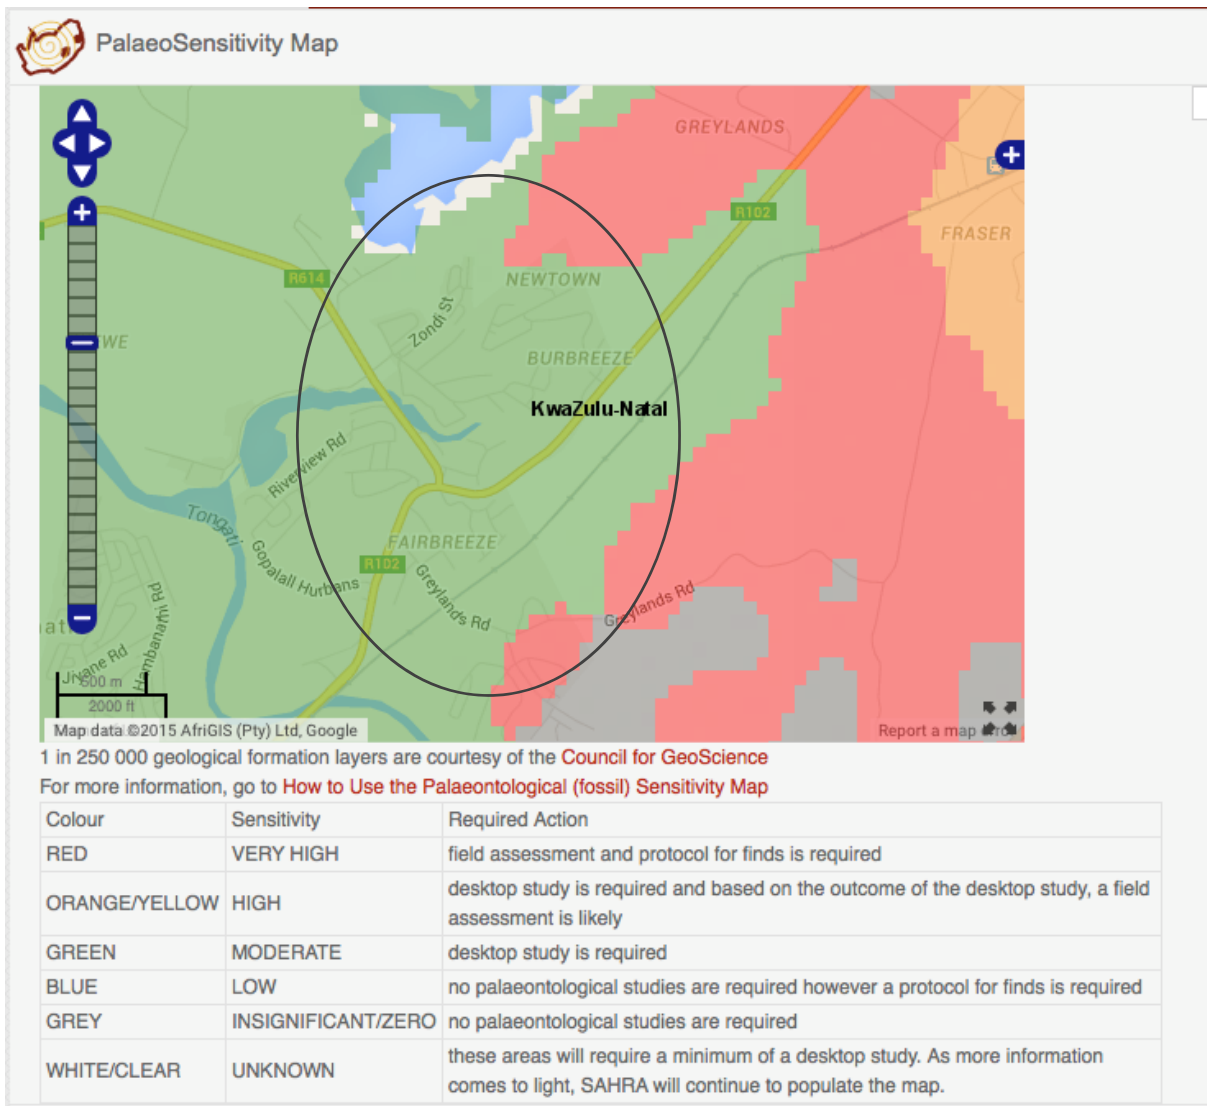 PalaeoSensitivity Map
GREYLANDS
R102
FRASER
R614
NEWTOWN
Zondi St
BURBREEZE
KwaZulu-Natal
Riverview Rd
Tongati
FAIRBREEZE
R102
Gopalall Hurbans
Greylands Rd
Greylands Rd
Hambanathi Rd
Jivane Rd
500 m
2000 ft
Map data ©2015 AfriGIS (Pty) Ltd, Google
Report a map error
1 in 250 000 geological formation layers are courtesy of the Council for GeoScience
For more information, go to How to Use the Palaeontological (fossil) Sensitivity Map
Colour Sensitivity Required Action
RED VERY HIGH field assessment and protocol for finds is required
ORANGE/YELLOW HIGH desktop study is required and based on the outcome of the desktop study, a field
assessment is likely
GREEN MODERATE desktop study is required
BLUE LOW no palaeontological studies are required however a protocol for finds is required
GREY INSIGNIFICANT/ZERO no palaeontological studies are required
WHITE/CLEAR UNKNOWN these areas will require a minimum of a desktop study. As more information
comes to light, SAHRA will continue to populate the map.